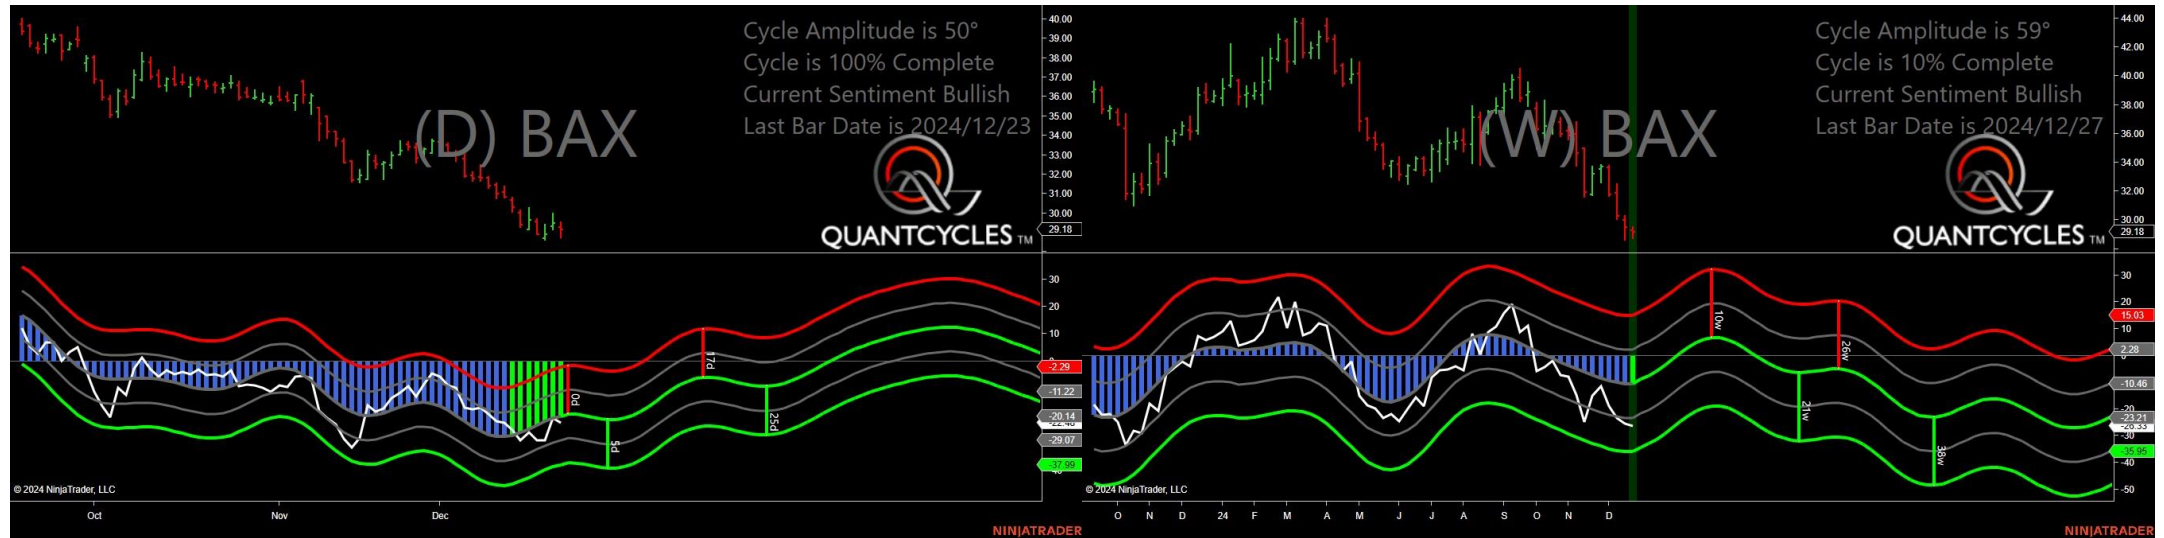 Cycle Amplitude is 50°
Cycle is 100% Complete
Current Sentiment Bullish
Last Bar Date is 2024/12/23
(D) BAX
QUANTCYCLES TM
40.00
39.00
38.00
37.00
36.00
35.00
34.00
33.00
32.00
31.00
30.00
29.18
30
20
10
-2.29
-11.22
-20.14
-29.07
-37.99
0d
5d
17d
25d
© 2024 NinjaTrader, LLC
Oct Nov Dec
NINJATRADER
Cycle Amplitude is 59°
Cycle is 10% Complete
Current Sentiment Bullish
Last Bar Date is 2024/12/27
(W) BAX
QUANTCYCLES TM
44.00
42.00
40.00
38.00
36.00
34.00
32.00
30.00
29.18
30
20
15.03
10
2.28
-10.46
-20
-23.21
-30
-35.95
-40
-50
10w
21w
26w
38w
© 2024 NinjaTrader, LLC
O N D 24 F M A M J J A S O N D
NINJATRADER